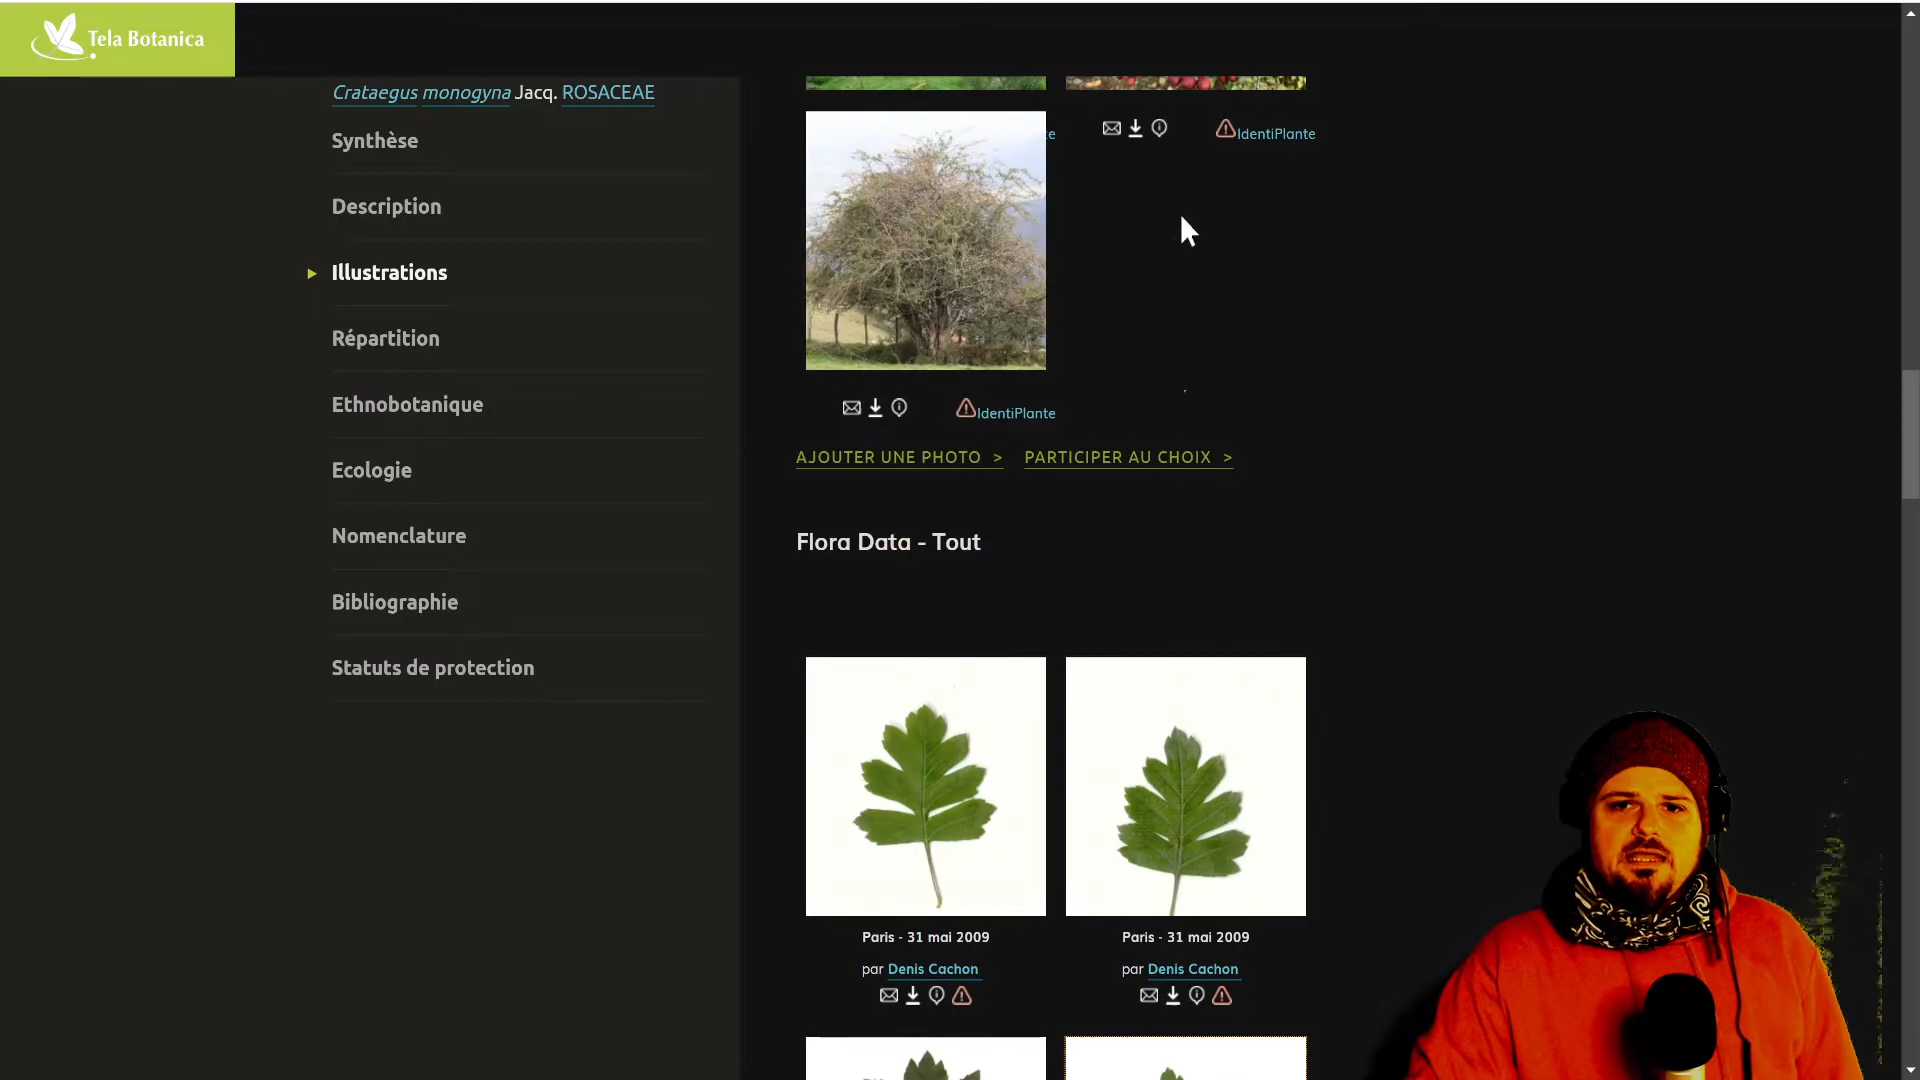 Tela Botanica
Crataegus monogyna Jacq. ROSACEAE
Synthèse
Description
Illustrations
Répartition
Ethnobotanique
Ecologie
Nomenclature
Bibliographie
Statuts de protection
te
IdentiPlante
IdentiPlante
AJOUTER UNE PHOTO >
PARTICIPER AU CHOIX >
Flora Data - Tout
Paris - 31 mai 2009
par Denis Cachon
Paris - 31 mai 2009
par Denis Cachon